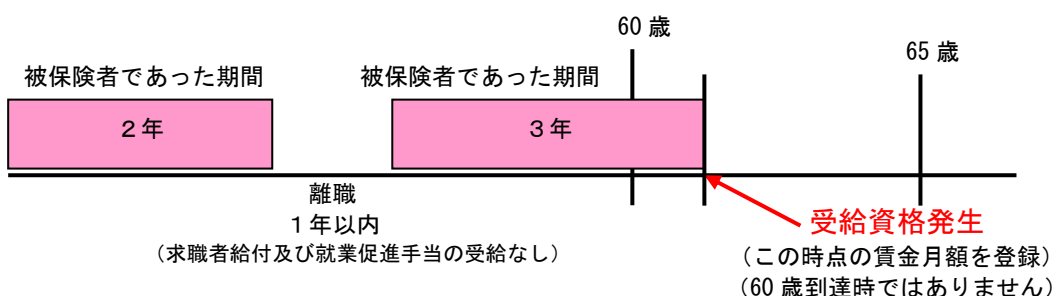 60 歳
65 歳
被保険者であった期間
被保険者であった期間
２年
３年
離職
１年以内
（求職者給付及び就業促進手当の受給なし）
受給資格発生
（この時点の賃金月額を登録）
（60 歳到達時ではありません）